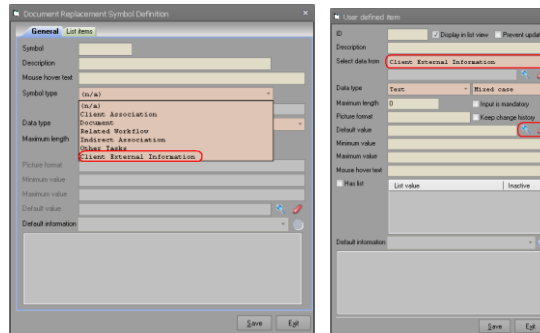 Document Replacement Symbol Definition
General List items
Symbol
Description
Mouse hover text
Symbol type (n/a)
(n/a)
Client Association
Document
Related Workflow
Indirect Association
Other Tasks
Client External Information
Data type
Maximum length
Picture format
Minimum value
Maximum value
Default value
Default information
Save Exit
User defined item
ID Display in list view Prevent updat
Description
Select data from Client External Information
Data type Text Mixed case
Maximum length 0 Input is mandatory
Picture format Keep change history
Default value
Minimum value
Maximum value
Mouse hover text
Has list List value Inactive
Default information
Save Exit